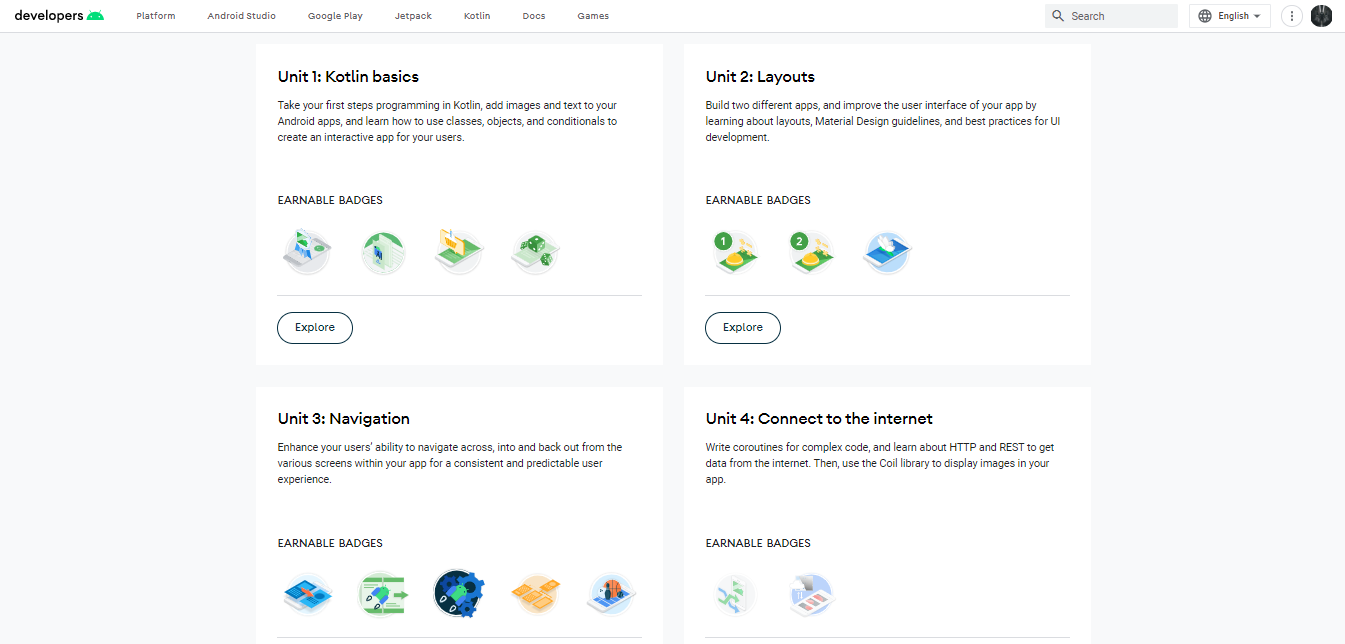 developers Platform Android Studio Google Play Jetpack Kotlin Docs Games Search English
Unit 1: Kotlin basics
Take your first steps programming in Kotlin, add images and text to your
Android apps, and learn how to use classes, objects, and conditionals to
create an interactive app for your users.
EARNABLE BADGES
Explore
Unit 2: Layouts
Build two different apps, and improve the user interface of your app by
learning about layouts, Material Design guidelines, and best practices for UI
development.
EARNABLE BADGES
1 2
Explore
Unit 3: Navigation
Enhance your users’ ability to navigate across, into and back out from the
various screens within your app for a consistent and predictable user
experience.
EARNABLE BADGES
Unit 4: Connect to the internet
Write coroutines for complex code, and learn about HTTP and REST to get
data from the internet. Then, use the Coil library to display images in your
app.
EARNABLE BADGES